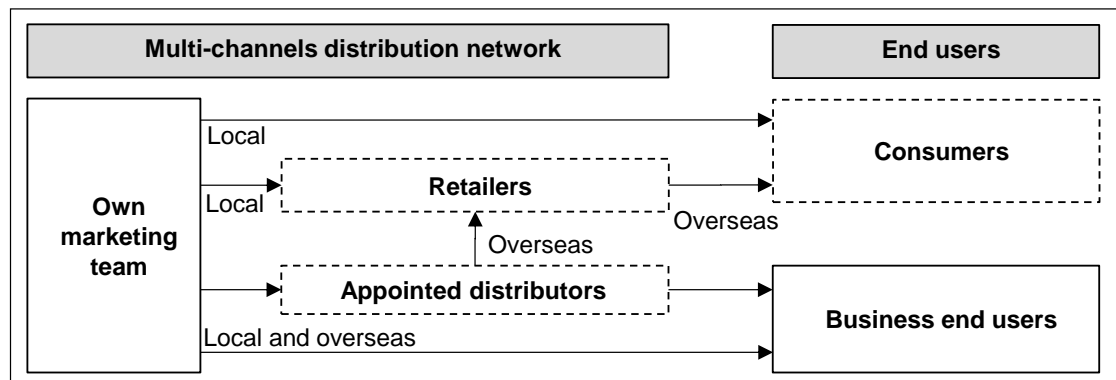 Multi-channels distribution network
End users
Local
Consumers
Retailers
Local
Overseas
Own
marketing
team
Overseas
Appointed distributors
Business end users
Local and overseas